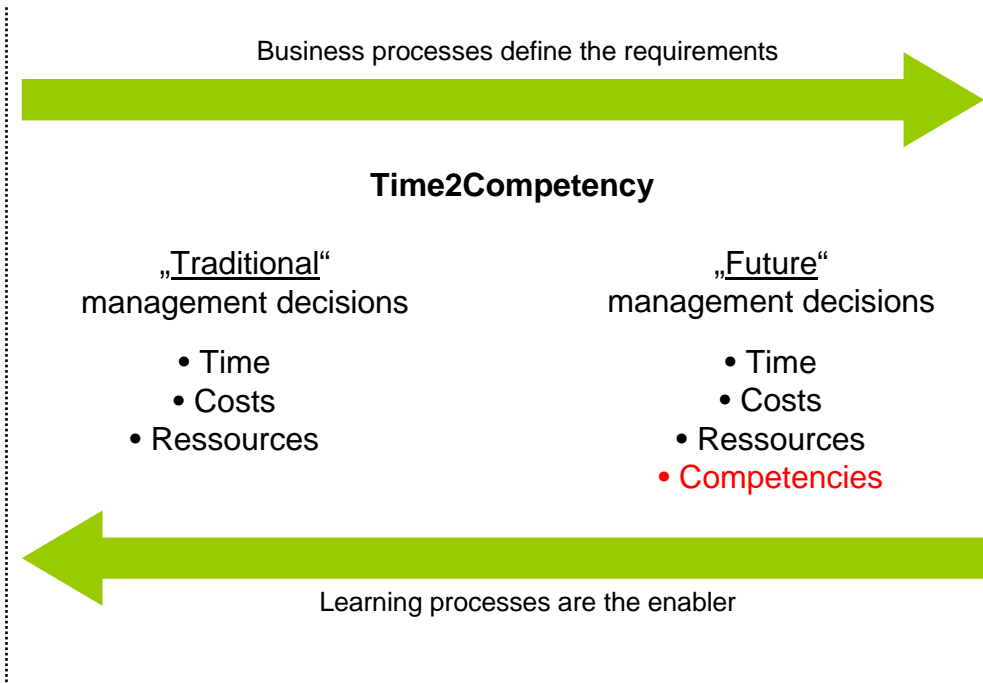 Business processes define the requirements
Time2Competency
„Traditional“
management decisions
• Time
• Costs
• Ressources
„Future“
management decisions
• Time
• Costs
• Ressources
• Competencies
Learning processes are the enabler